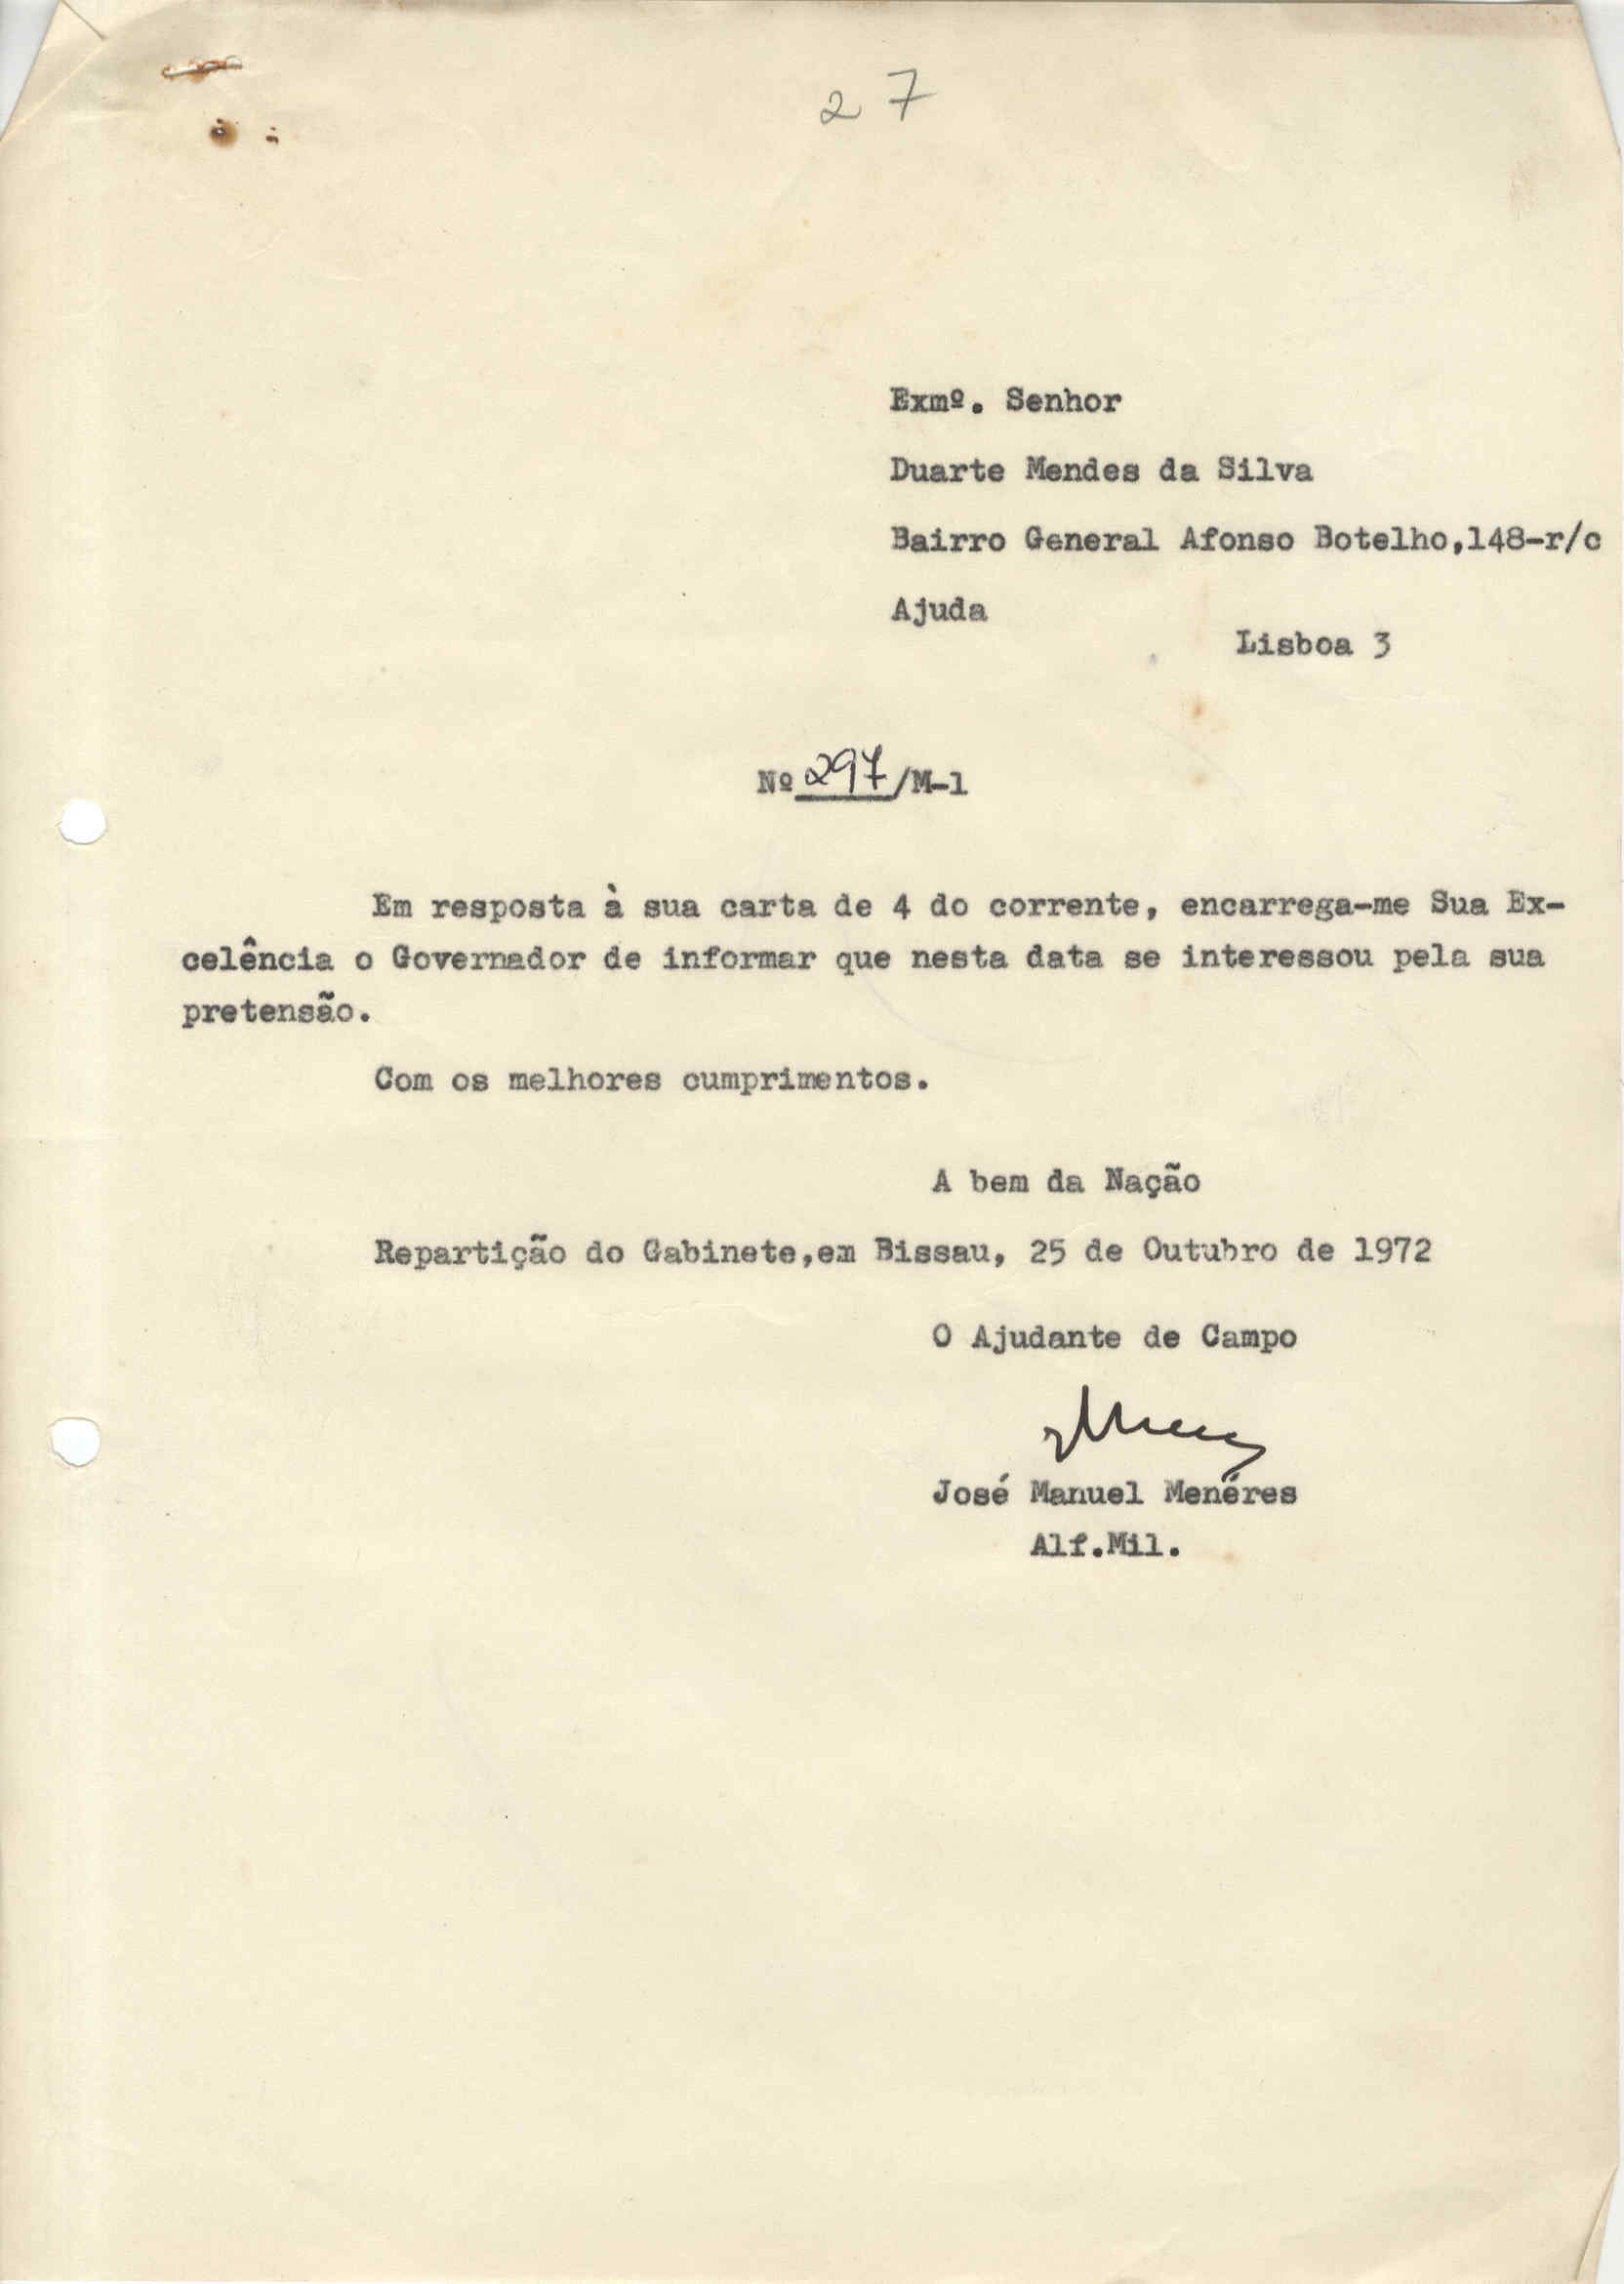 27
Exmº. Senhor
Duarte Mendes da Silva
Bairro General Afonso Botelho,148-r/c
Ajuda
Lisboa 3
Nº 297/M-1
Em resposta à sua carta de 4 do corrente, encarrega-me Sua Ex-
celência o Governador de informar que nesta data se interessou pela sua
pretensão.
Com os melhores cumprimentos.
A bem da Nação
Repartição do Gabinete,em Bissau, 25 de Outubro de 1972
O Ajudante de Campo
José Manuel Menéres
Alf.Mil.